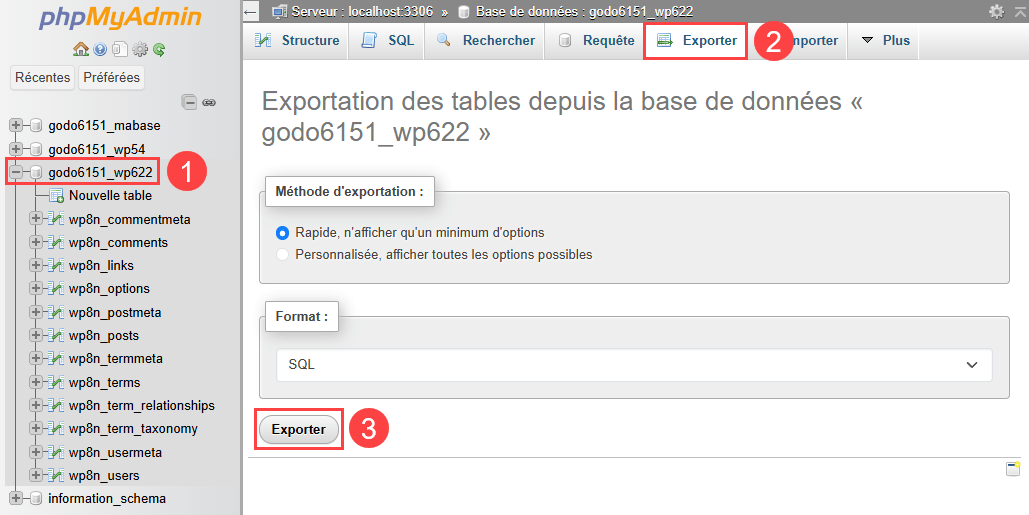 phpMyAdmin
Récentes
Préférées
godo6151_mabase
godo6151_wp54
godo6151_wp622
1
Nouvelle table
wp8n_commentmeta
wp8n_comments
wp8n_links
wp8n_options
wp8n_postmeta
wp8n_posts
wp8n_termmeta
wp8n_terms
wp8n_term_relationships
wp8n_term_taxonomy
wp8n_usermeta
wp8n_users
information_schema
Serveur : localhost:3306 » Base de données : godo6151_wp622
Structure
SQL
Rechercher
Requête
Exporter
2
mporter
Plus
Exportation des tables depuis la base de données «
godo6151_wp622 »
Méthode d'exportation :
Rapide, n'afficher qu'un minimum d'options
Personnalisée, afficher toutes les options possibles
Format :
SQL
Exporter
3